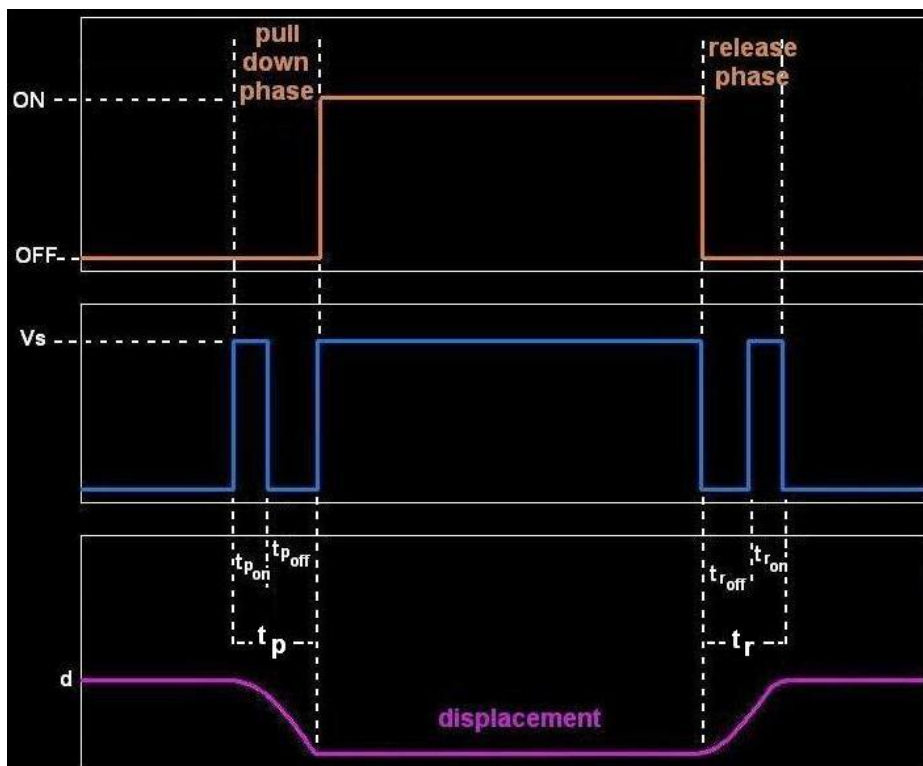 pull
down
phase
release
phase
ON
OFF
Vs
tpon
tpoff
troff
tron
tp
tr
d
displacement